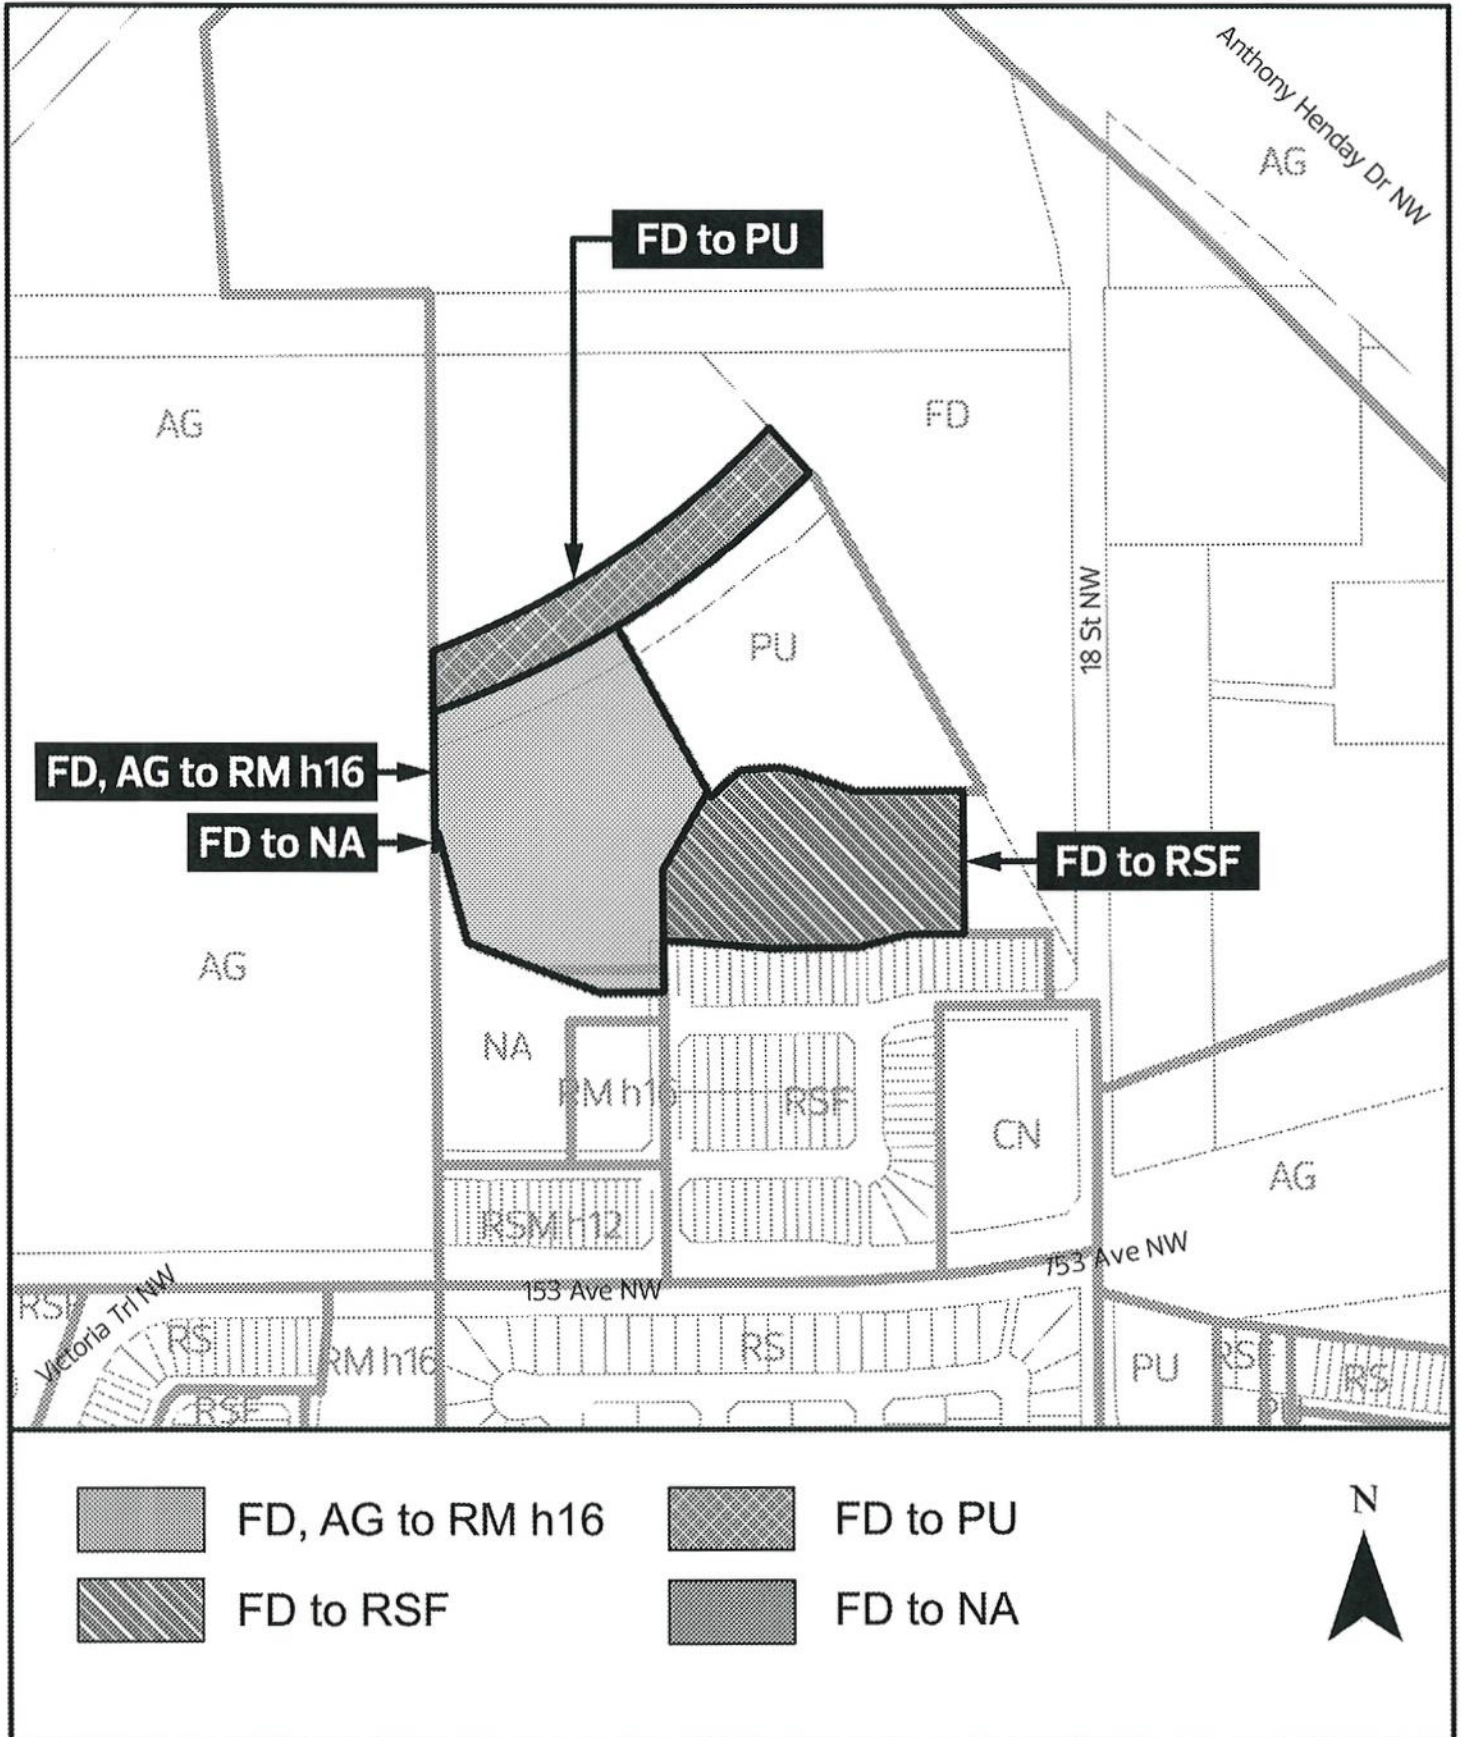 Anthony Henday Dr NW
AG
FD to PU
AG
FD
18 St NW
PU
FD, AG to RM h16
FD to NA
FD to RSF
AG
NA
RM h16
RSF
CN
AG
RSM h12
153 Ave NW
153 Ave NW
Victoria Trl NW
RSF
RS
RM h16
RS
PU
RSF
RS
RSF
FD, AG to RM h16
FD to PU
FD to RSF
FD to NA
N